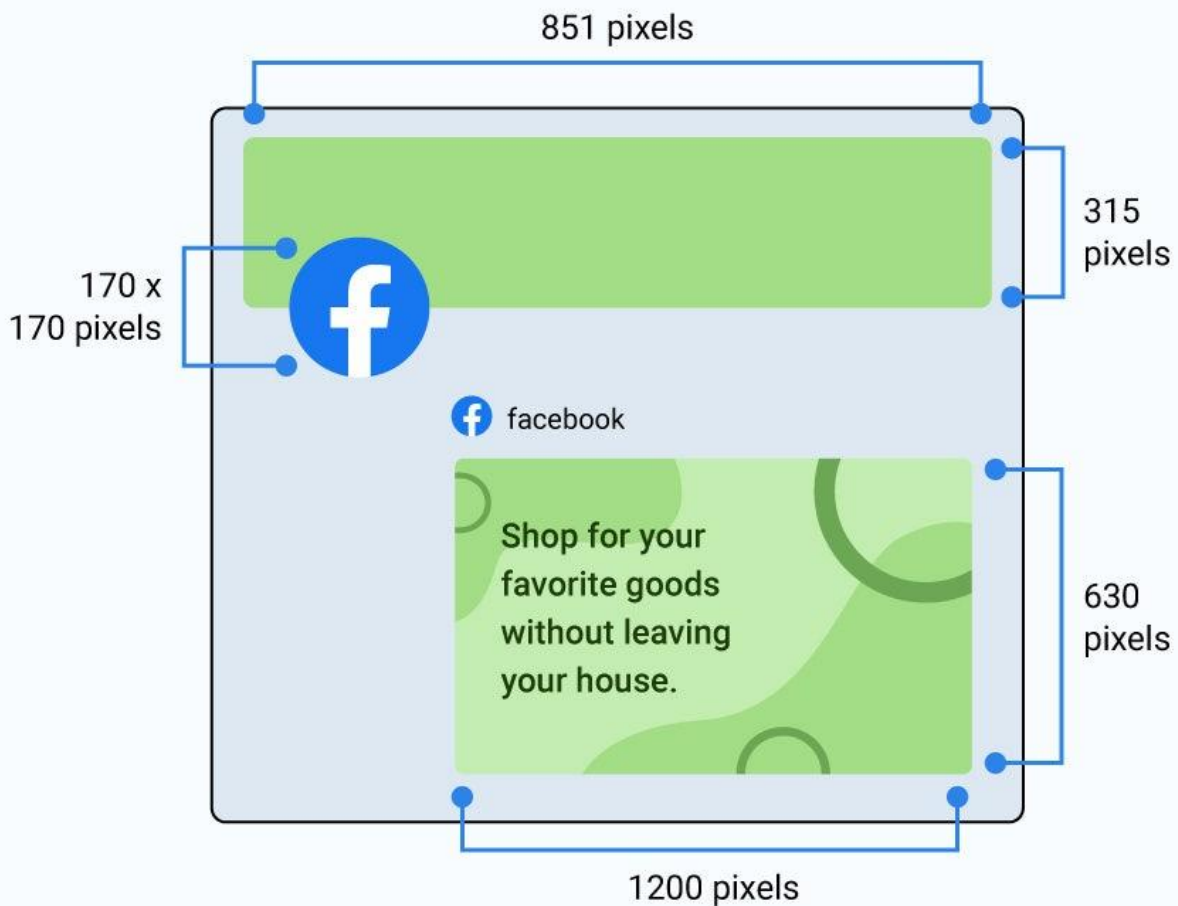 851 pixels
315
pixels
170 x
170 pixels
facebook
Shop for your
favorite goods
without leaving
your house.
630
pixels
1200 pixels